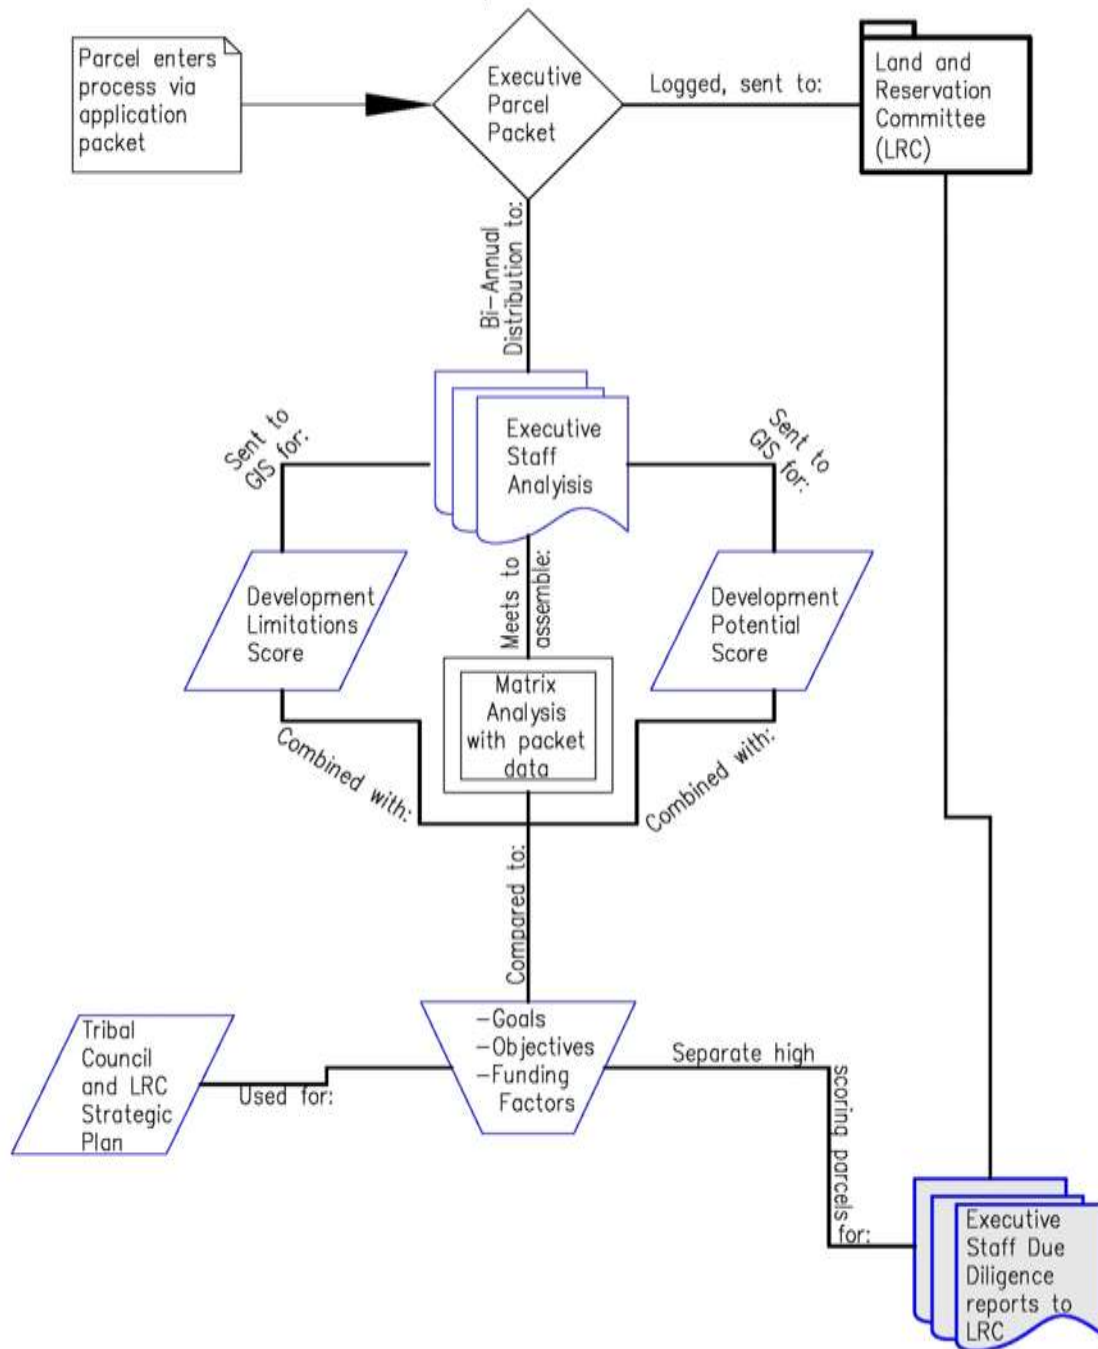 Parcel enters
process via
application
packet
Executive
Parcel
Packet
Logged, sent to:
Land and
Reservation
Committee
(LRC)
Bi-Annual
Distribution to:
Sent to
GIS for:
Executive
Staff
Analyisis
Sent to
GIS for:
Development
Limitations
Score
Meets to
assemble:
Development
Potential
Score
Matrix
Analysis
with packet
data
Combined with:
Combined with:
Compared to:
Tribal
Council
and LRC
Strategic
Plan
Used for:
-Goals
-Objectives
-Funding
Factors
Separate high
scoring parcels
for:
Executive
Staff Due
Diligence
reports to
LRC